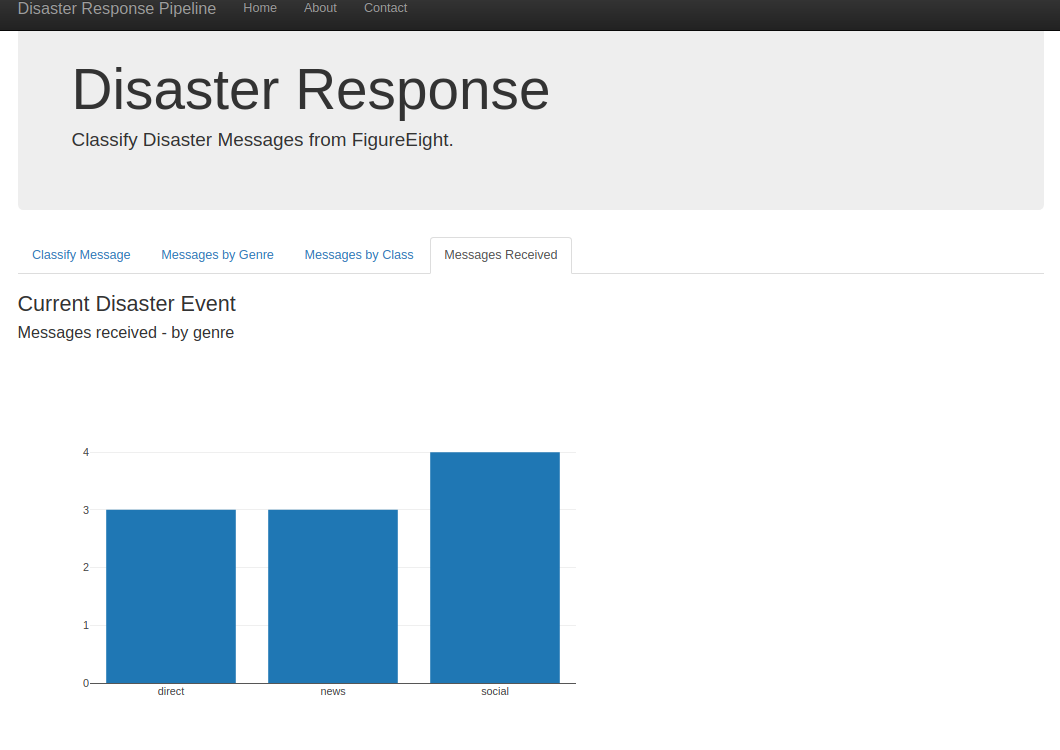 Disaster Response Pipeline Home About Contact
Disaster Response
Classify Disaster Messages from FigureEight.
Classify Message Messages by Genre Messages by Class Messages Received
Current Disaster Event
Messages received - by genre
4
3
2
1
0
direct news social